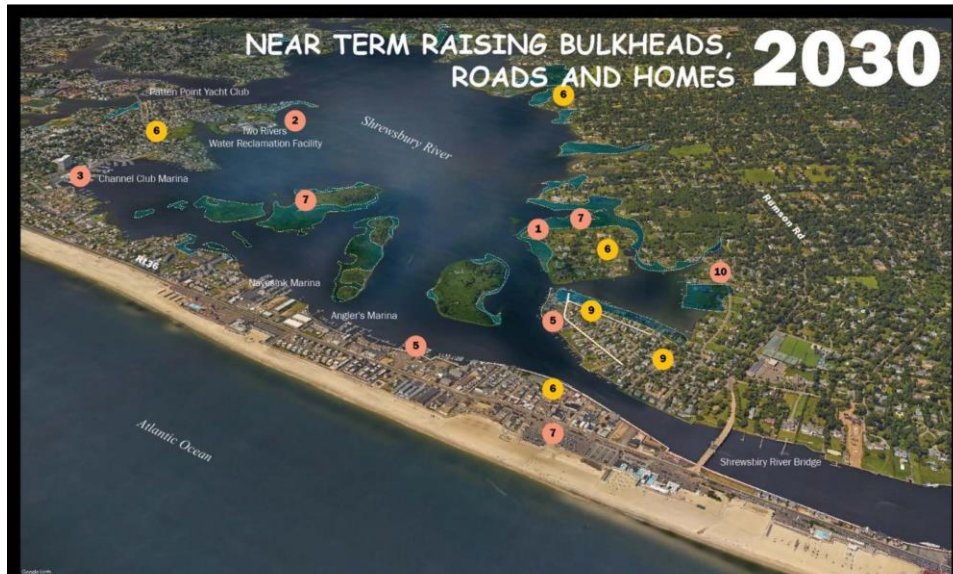 NEAR TERM RAISING BULKHEADS,
ROADS AND HOMES
2030
Patten Point Yacht Club
6
6
2
Two Rivers
Water Reclamation Facility
Shrewsbury River
3
Channel Club Marina
7
7
1
6
Rumson Rd
10
Rt36
Navesink Marina
Angler's Marina
9
5
5
9
6
7
Atlantic Ocean
Shrewsbiry River Bridge
Google Earth